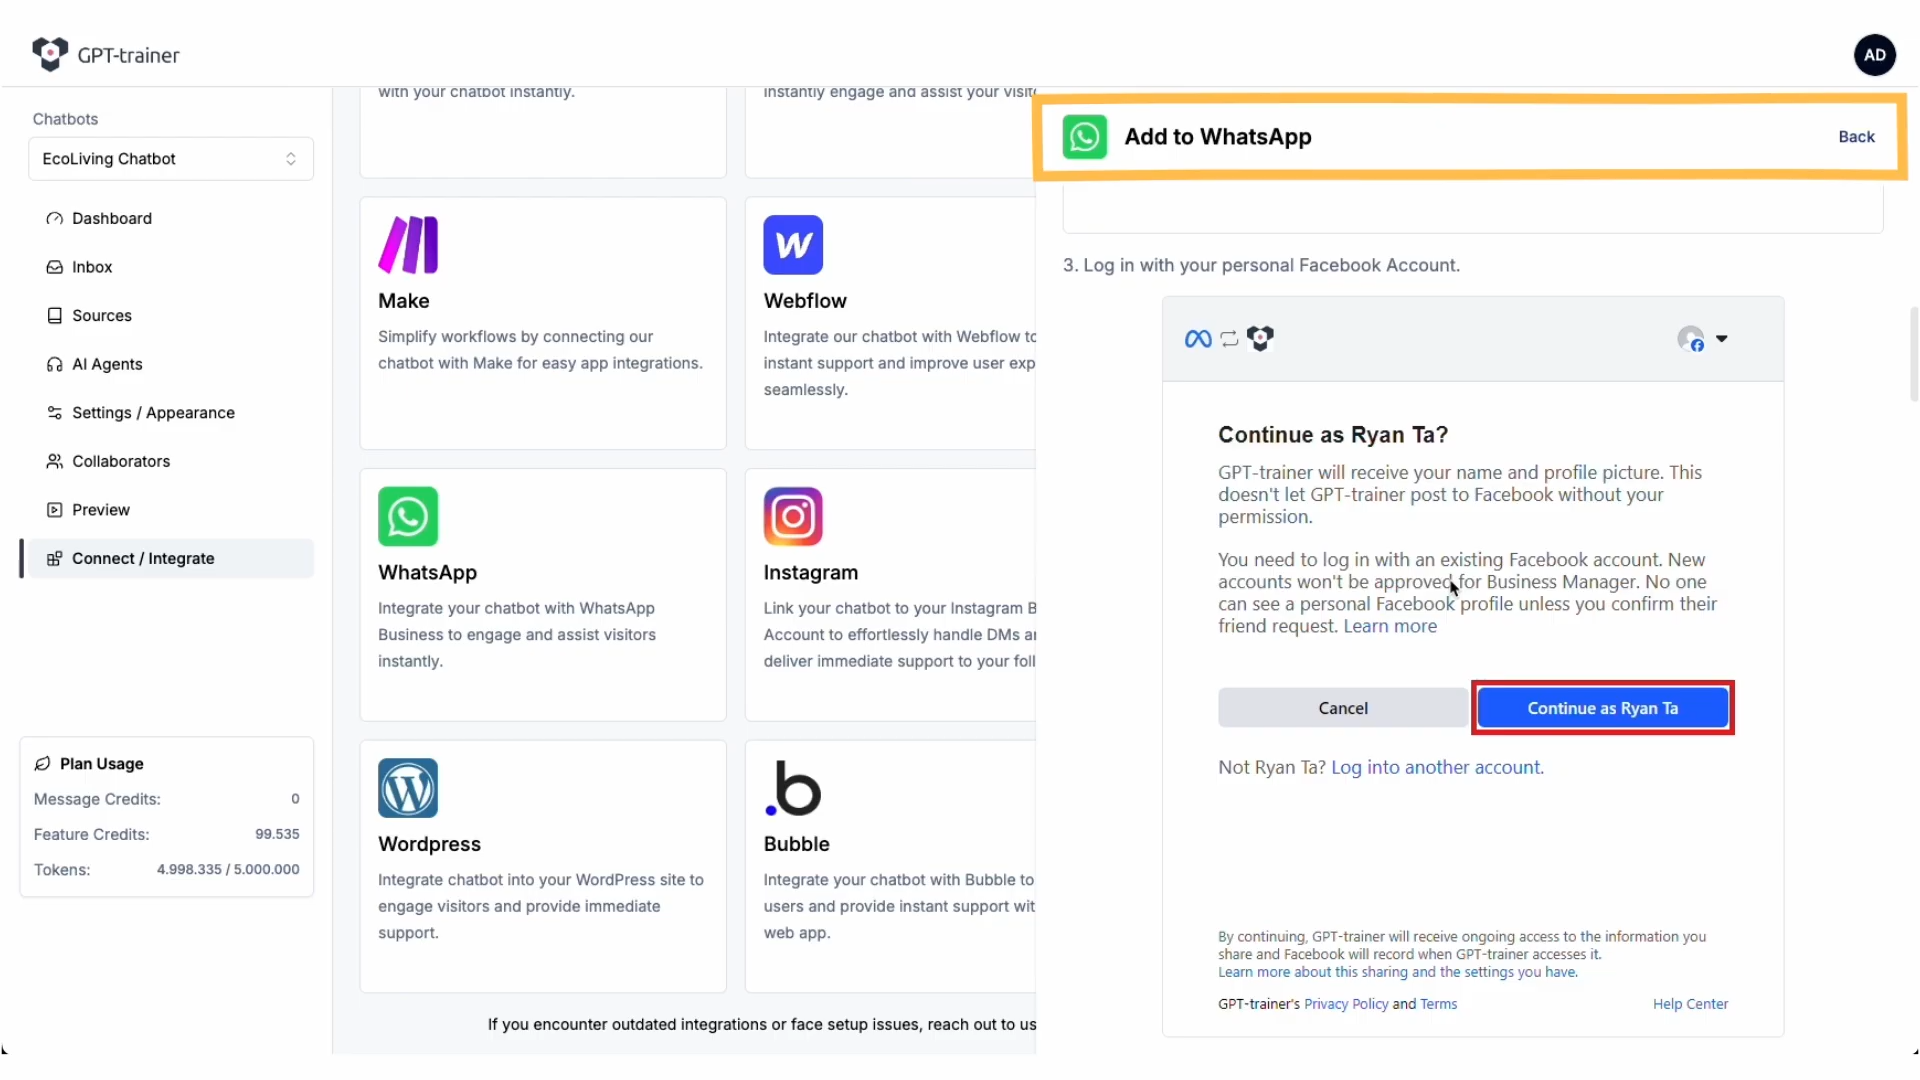 GPT-trainer
AD
Chatbots
EcoLiving Chatbot
Dashboard
Inbox
Sources
AI Agents
Settings / Appearance
Collaborators
Preview
Connect / Integrate
Plan Usage
Message Credits: 0
Feature Credits: 99.535
Tokens: 4.998.335 / 5.000.000
with your chatbot instantly.
instantly engage and assist your
Make
Simplify workflows by connecting our
chatbot with Make for easy app integrations.
Webflow
Integrate our chatbot with Webflow to
instant support and improve user
seamlessly.
WhatsApp
Integrate your chatbot with WhatsApp
Business to engage and assist visitors
instantly.
Instagram
Link your chatbot to your Instagram
Account to effortlessly handle DMs
deliver immediate support to your
Wordpress
Integrate chatbot into your WordPress site to
engage visitors and provide immediate
support.
Bubble
Integrate your chatbot with Bubble to
users and provide instant support
web app.
If you encounter outdated integrations or face setup issues, reach out to us
Add to WhatsApp
Back
3. Log in with your personal Facebook Account.
Continue as Ryan Ta?
GPT-trainer will receive your name and profile picture. This
doesn't let GPT-trainer post to Facebook without your
permission.
You need to log in with an existing Facebook account. New
accounts won't be approved for Business Manager. No one
can see a personal Facebook profile unless you confirm their
friend request. Learn more
Cancel
Continue as Ryan Ta
Not Ryan Ta? Log into another account.
By continuing, GPT-trainer will receive ongoing access to the information you
share and Facebook will record when GPT-trainer accesses it.
Learn more about this sharing and the settings you have.
GPT-trainer's Privacy Policy and Terms
Help Center